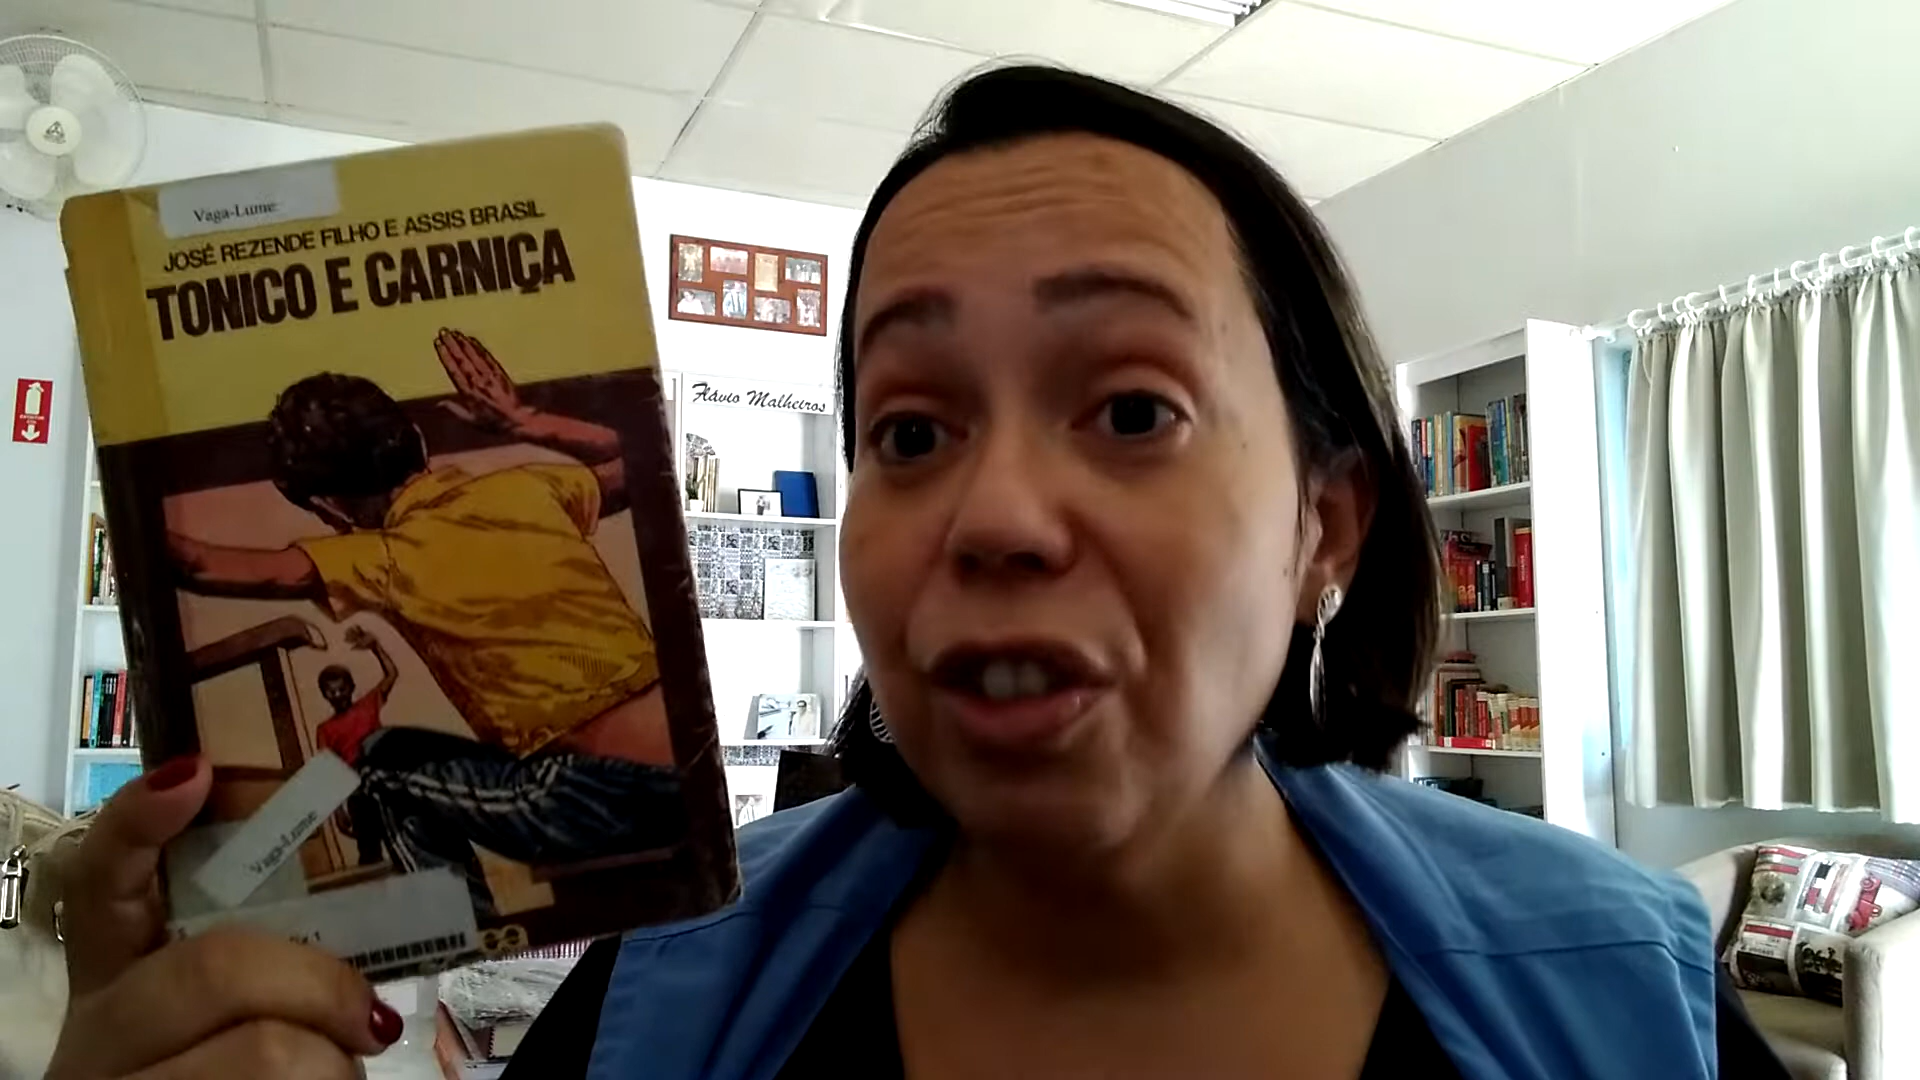 Vaga-Lume
JOSÉ REZENDE FILHO E ASSIS BRASIL
TONICO E CARNIÇA
Flávio Malheiros
Vaga-Lume